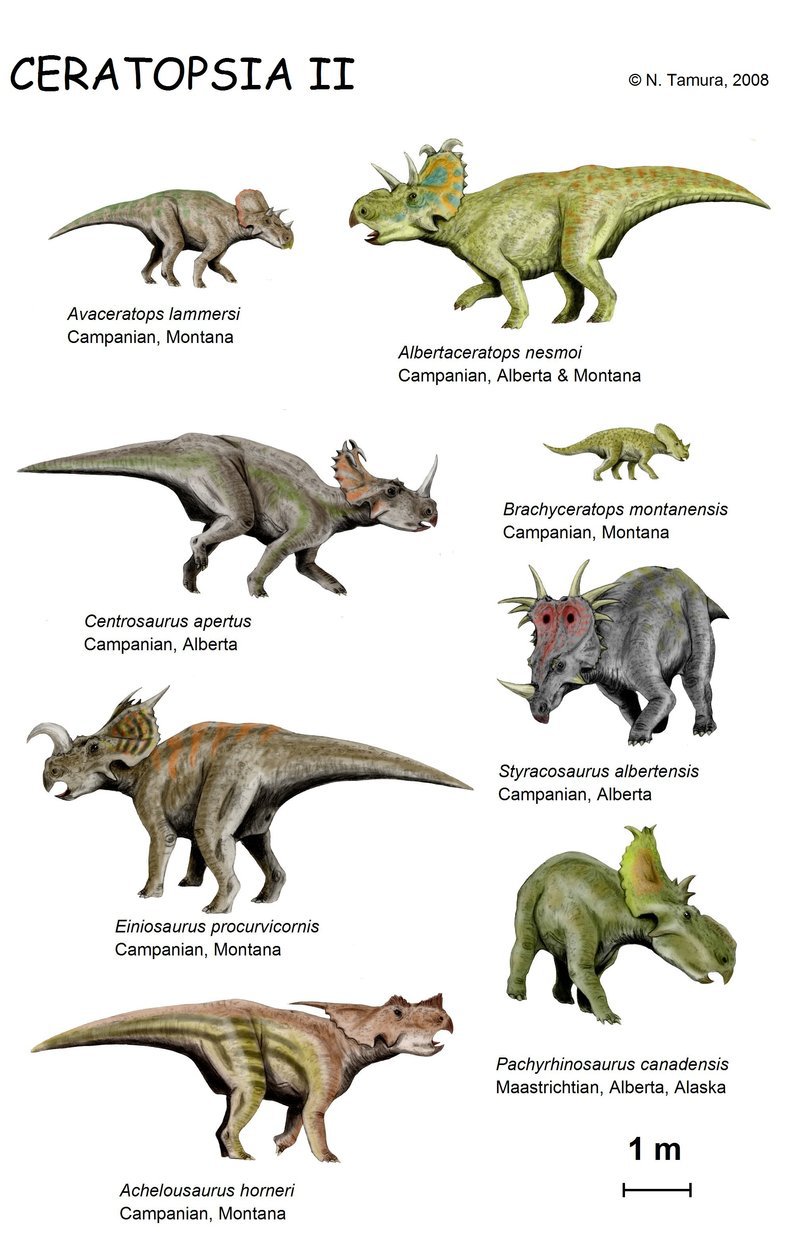 CERATOPSIA II
© N. Tamura, 2008
Avaceratops lammersi
Campanian, Montana
Albertaceratops nesmoi
Campanian, Alberta & Montana
Brachyceratops montanensis
Campanian, Montana
Centrosaurus apertus
Campanian, Alberta
Styracosaurus albertensis
Campanian, Alberta
Einiosaurus procurvicornis
Campanian, Montana
Pachyrhinosaurus canadensis
Maastrichtian, Alberta, Alaska
Achelousaurus horneri
Campanian, Montana
1 m